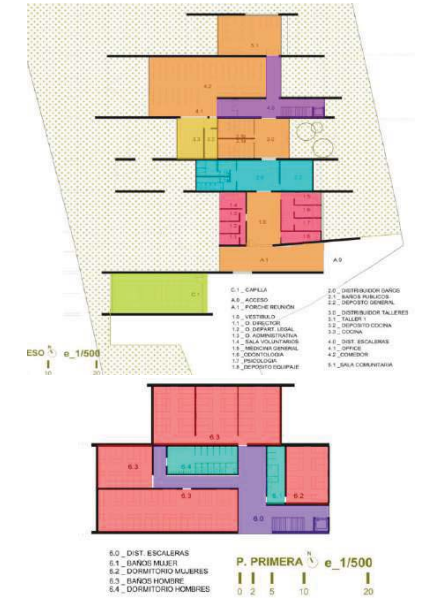 5.1
4.2
4.1
4.0
2.0
1.0
A.1
A.0
C.1
C.1 _ CAPILLA
A.0 _ ACCESO
A.1 _ PORCHE REUNIÓN
1.0 _ VESTIBULO
1.1 _ O. DIRECTOR
1.2 _ O. DEPART. LEGAL
1.3 _ O. ADMINISTRATIVA
1.4 _ SALA VOLUNTARIOS
1.5 _ MEDICINA GENERAL
1.6 _ ODONTOLOGIA
1.7 _ PSICOLOGIA
1.8 _ DEPOSITO EQUIPAJE
2.0 _ DISTRIBUIDOR BAÑOS
2.1 _ BAÑOS PUBLICOS
2.2 _ DEPOSITO GENERAL
3.0 _ DISTRIBUIDOR TALLERES
3.1 _ TALLER 1
3.2 _ DEPOSITO COCINA
3.3 _ COCINA
4.0 _ DIST. ESCALERAS
4.1 _ OFFICE
4.2 _ COMEDOR
5.1 _ SALA COMUNITARIA
ESO N e_1/500
10 20
6.3
6.3
6.4
6.3
6.1
6.2
6.0
6.0 _ DIST. ESCALERAS
6.1 _ BAÑOS MUJER
6.2 _ DORMITORIO MUJERES
6.3 _ BAÑOS HOMBRE
6.4 _ DORMITORIO HOMBRES
P. PRIMERA N e_1/500
0 2 5 10 20